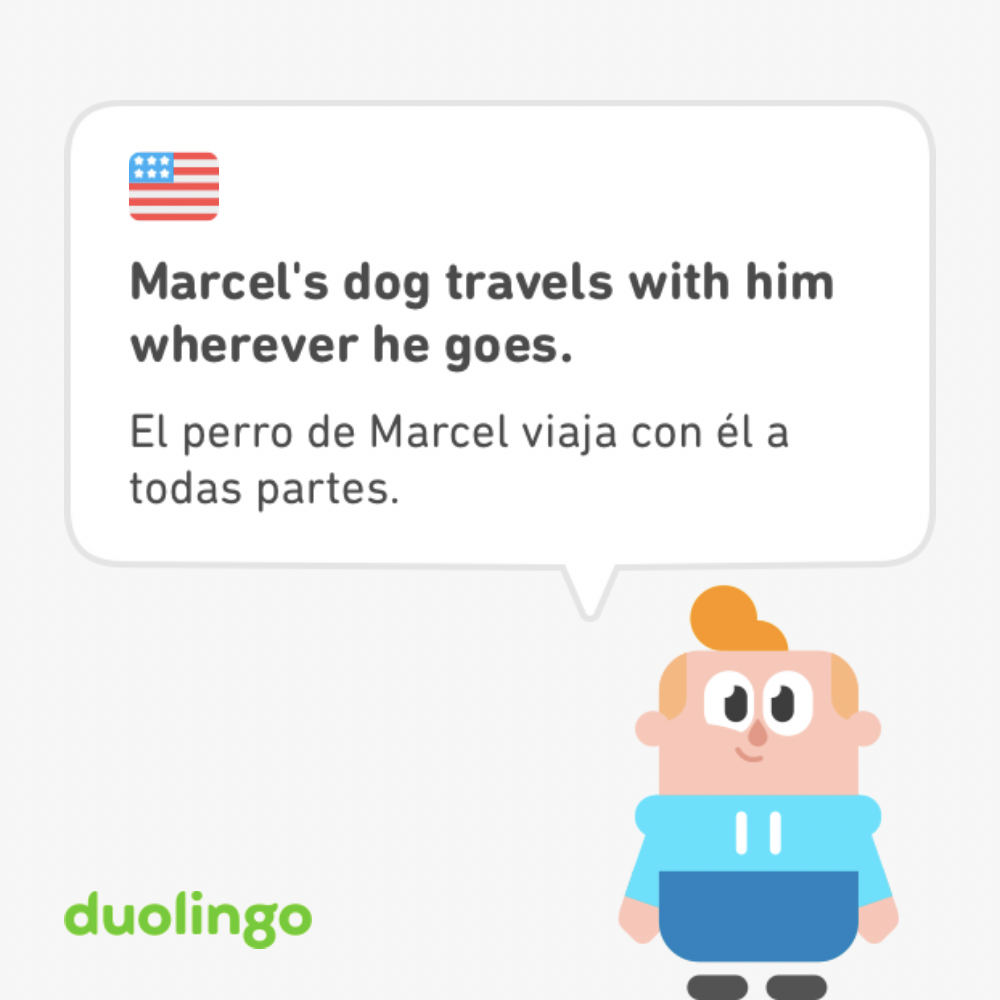 Marcel's dog travels with him
wherever he goes.
El perro de Marcel viaja con él a
todas partes.
duolingo